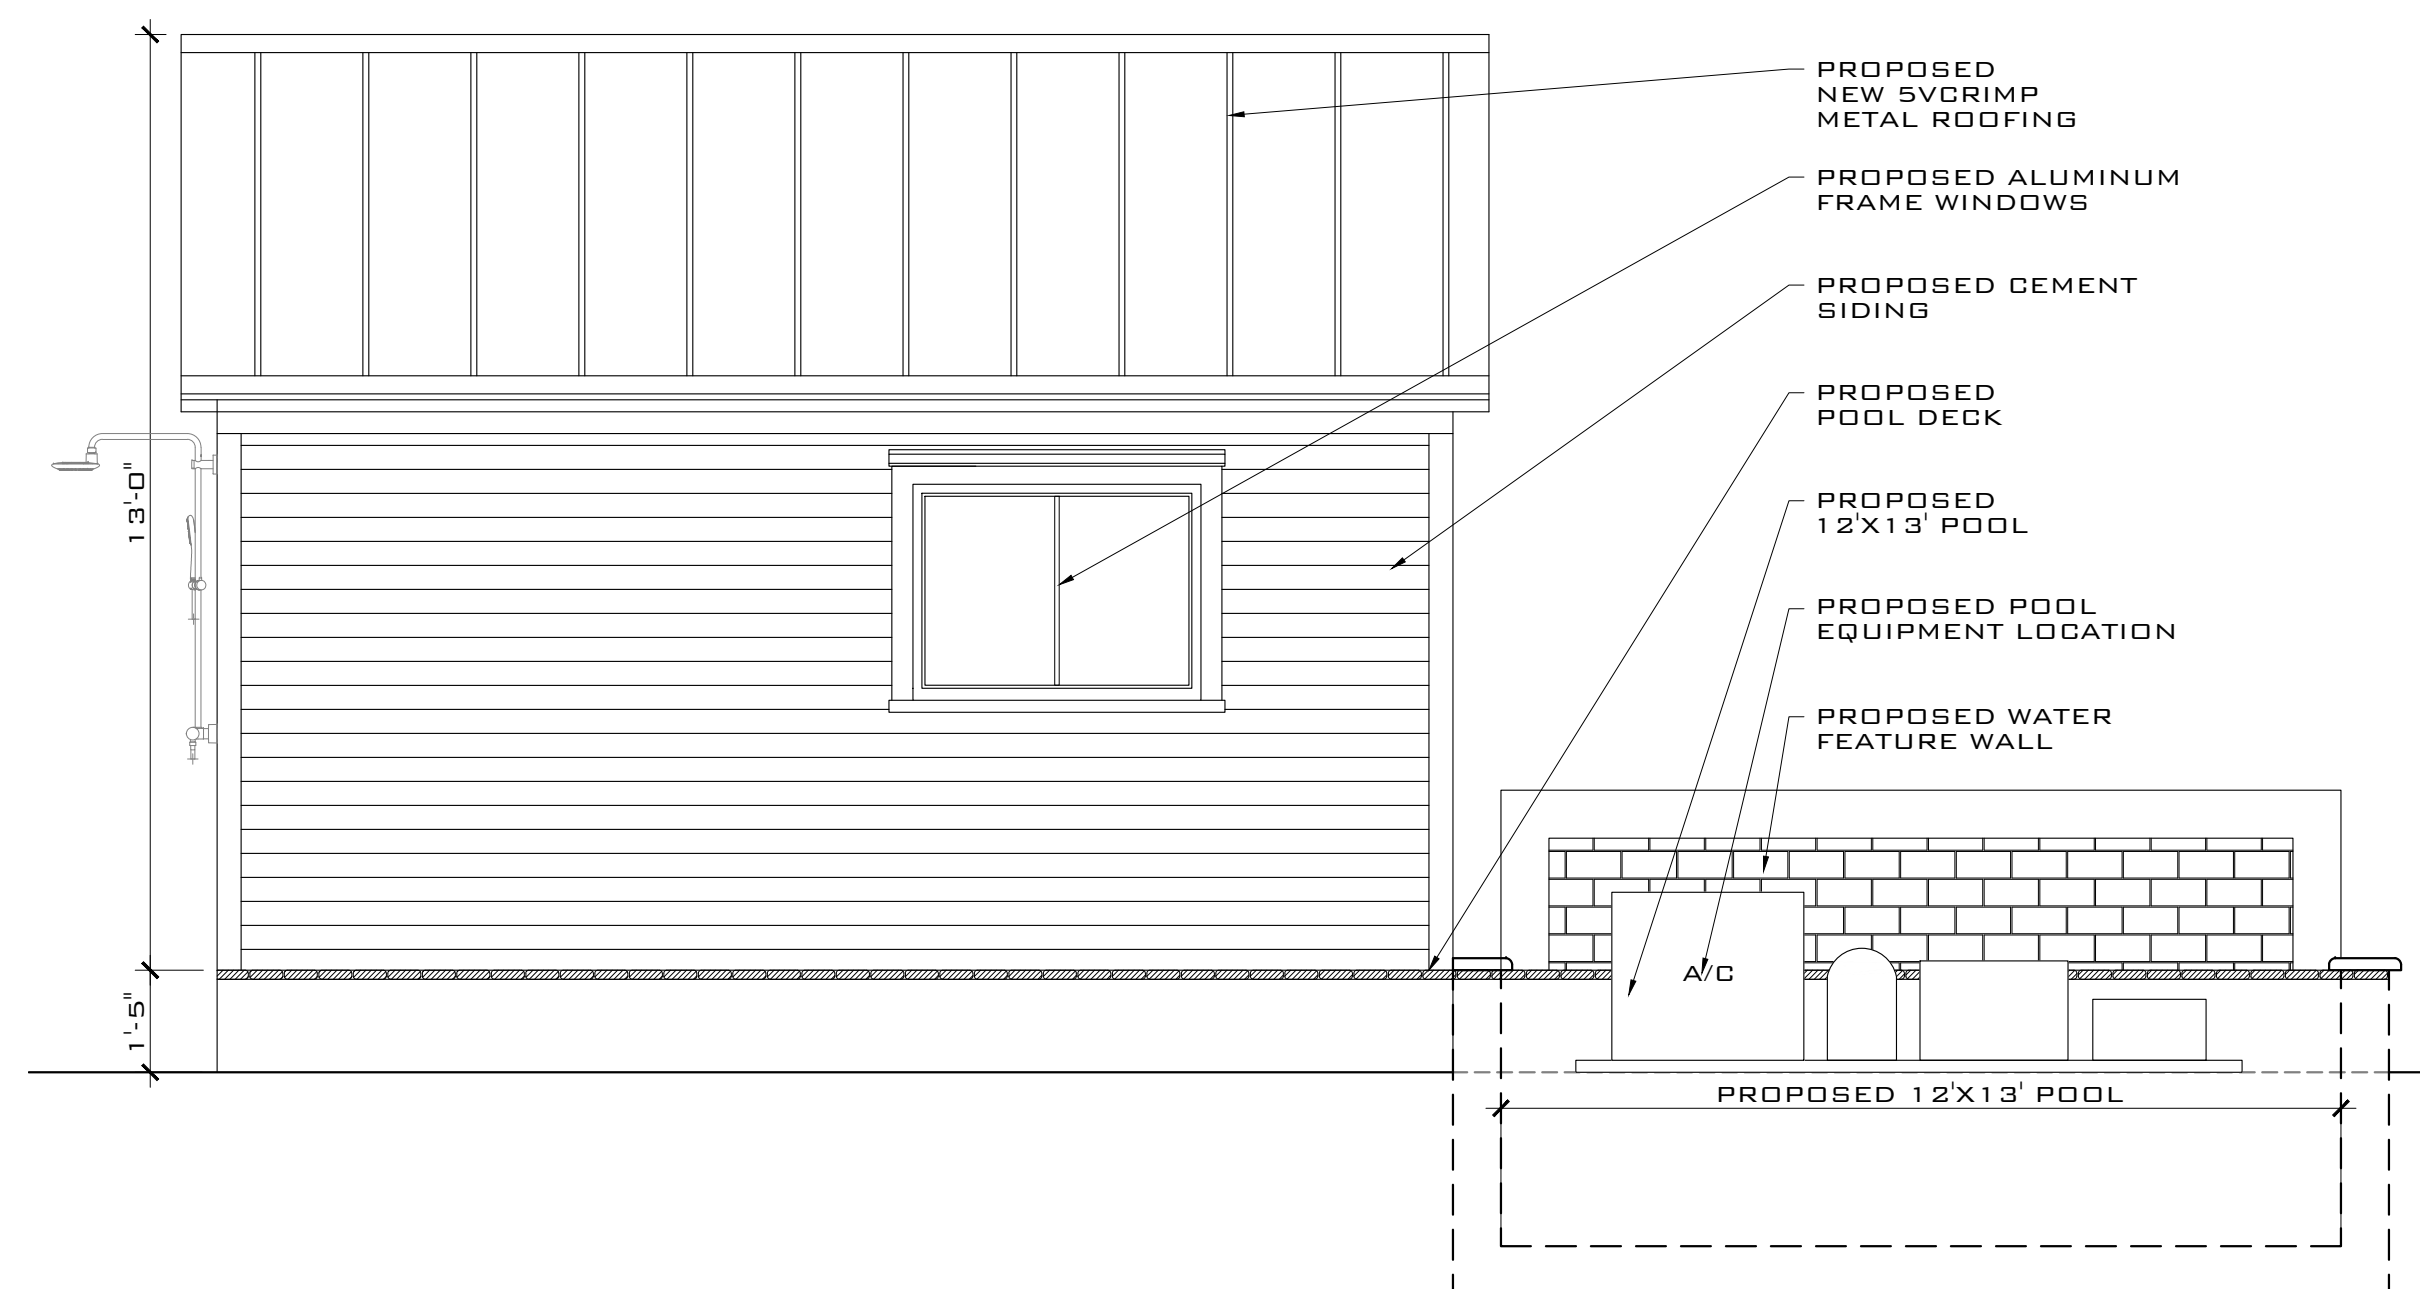 PROPOSED
NEW 5VCRIMP
METAL ROOFING
PROPOSED ALUMINUM
FRAME WINDOWS
PROPOSED CEMENT
SIDING
PROPOSED
POOL DECK
PROPOSED
12'X13' POOL
PROPOSED POOL
EQUIPMENT LOCATION
PROPOSED WATER
FEATURE WALL
13'-0"
1'-5"
A/C
PROPOSED 12'X13' POOL